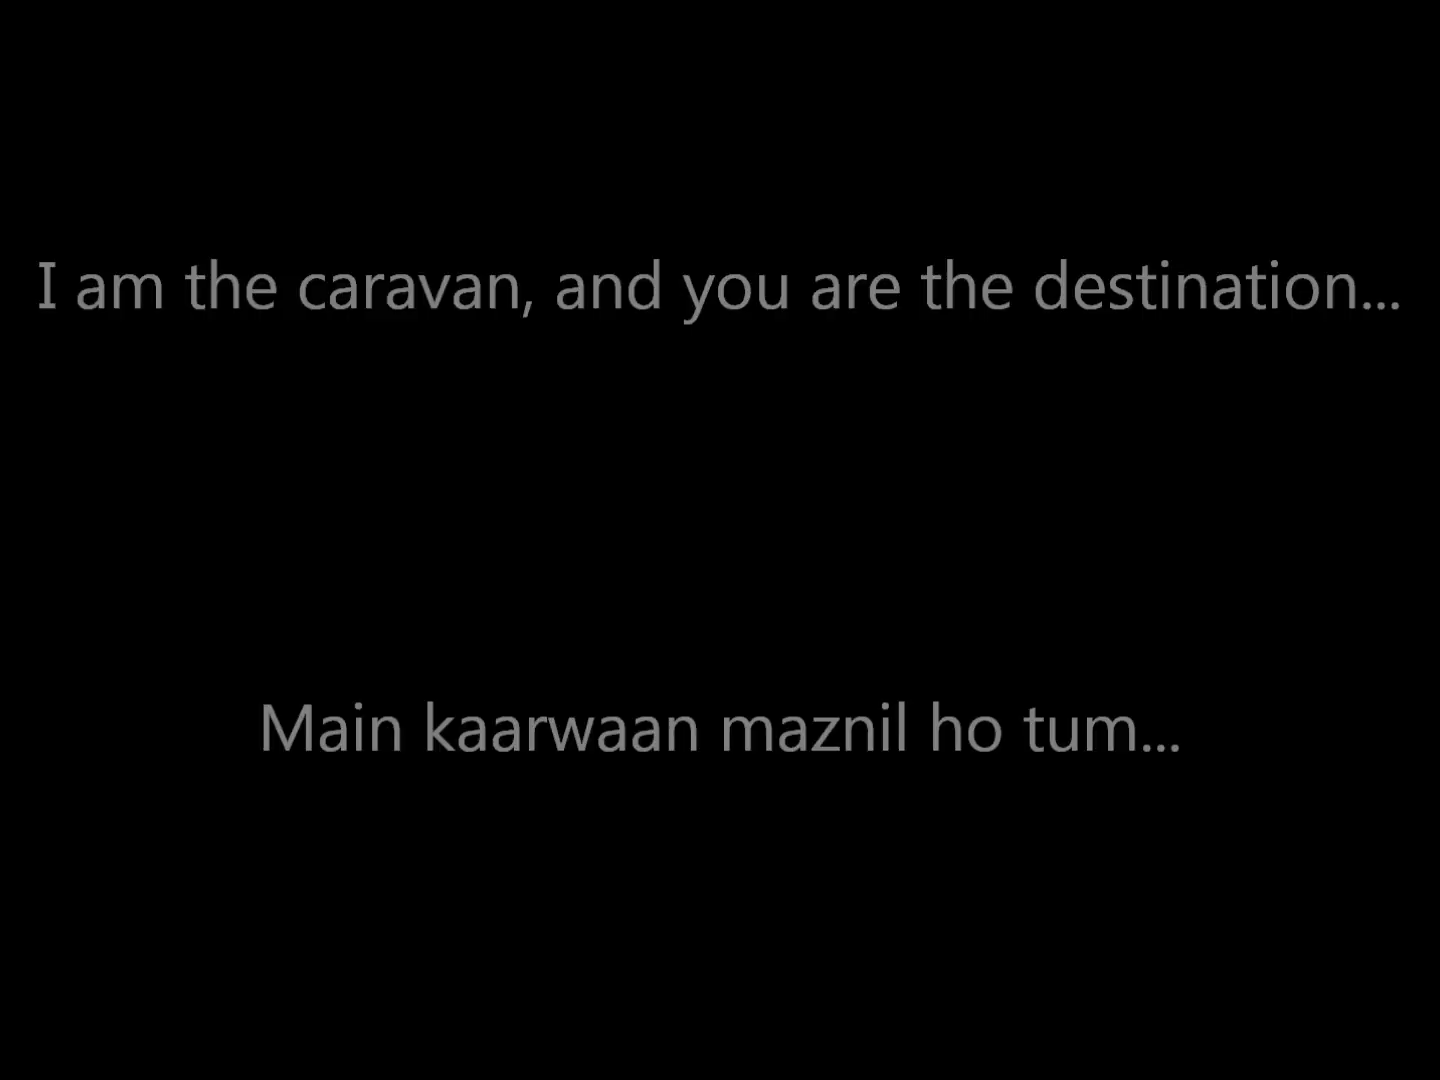 I am the caravan, and you are the destination...
Main kaarwaan maznil ho tum...